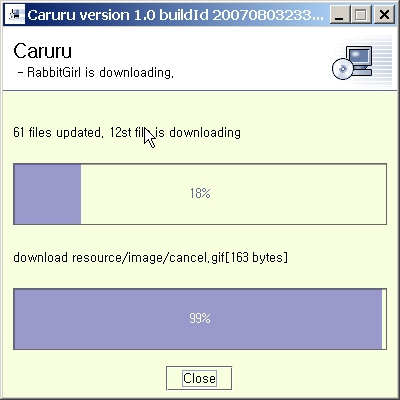 Caruru version 1.0 buildId 20070803233...
Caruru
- RabbitGirl is downloading.
61 files updated. 12st file is downloading
18%
download resource/image/cancel.gif[163 bytes]
99%
Close